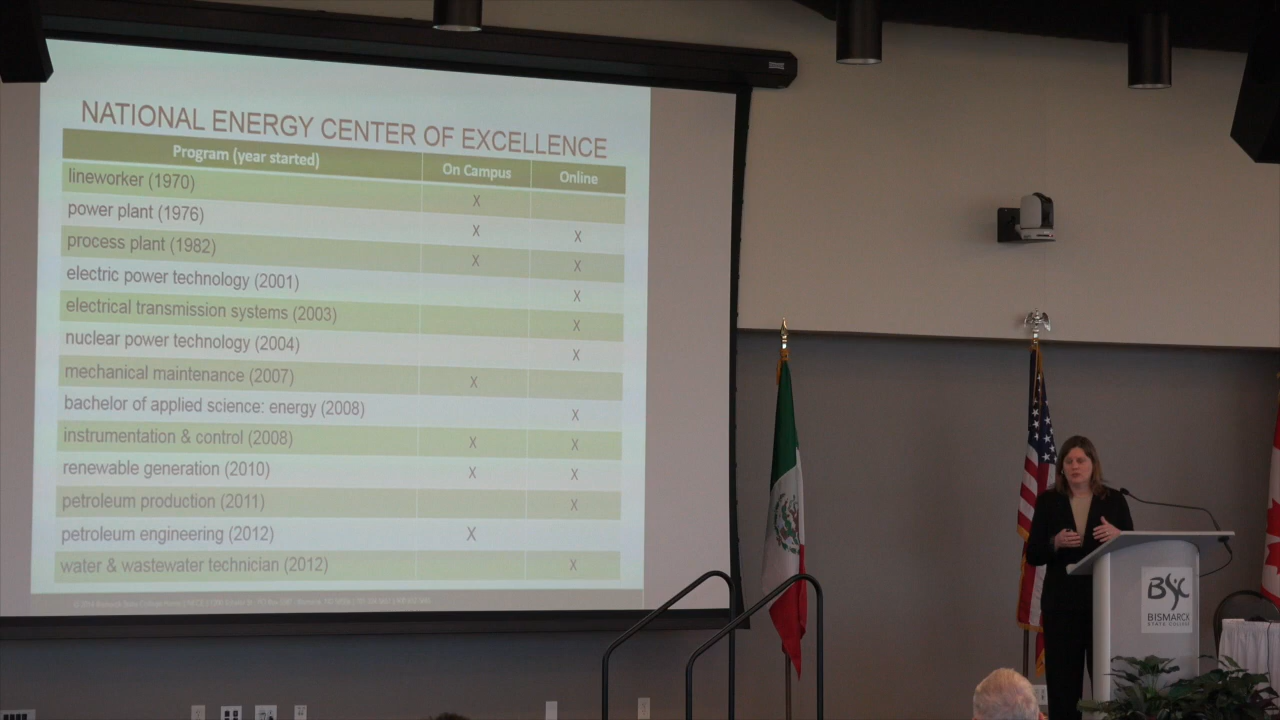 NATIONAL ENERGY CENTER OF EXCELLENCE
Program (year started) On Campus Online
lineworker (1970) X
power plant (1976) X X
process plant (1982) X X
electric power technology (2001) X
electrical transmission systems (2003) X
nuclear power technology (2004) X
mechanical maintenance (2007) X
bachelor of applied science: energy (2008) X
instrumentation & control (2008) X X
renewable generation (2010) X X
petroleum production (2011) X
petroleum engineering (2012) X
water & wastewater technician (2012) X
BSC
BISMARCK
STATE COLLEGE